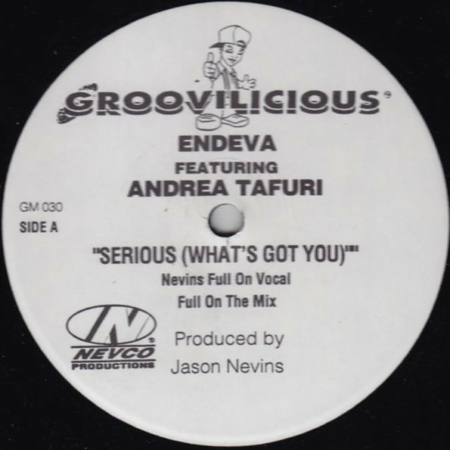 GROOVILICIOUS®
ENDEVA
FEATURING
ANDREA TAFURI
GM 030
SIDE A
"SERIOUS (WHAT'S GOT YOU)""
Nevins Full On Vocal
Full On The Mix
N ®
NEVCO
PRODUCTIONS
Produced by
Jason Nevins